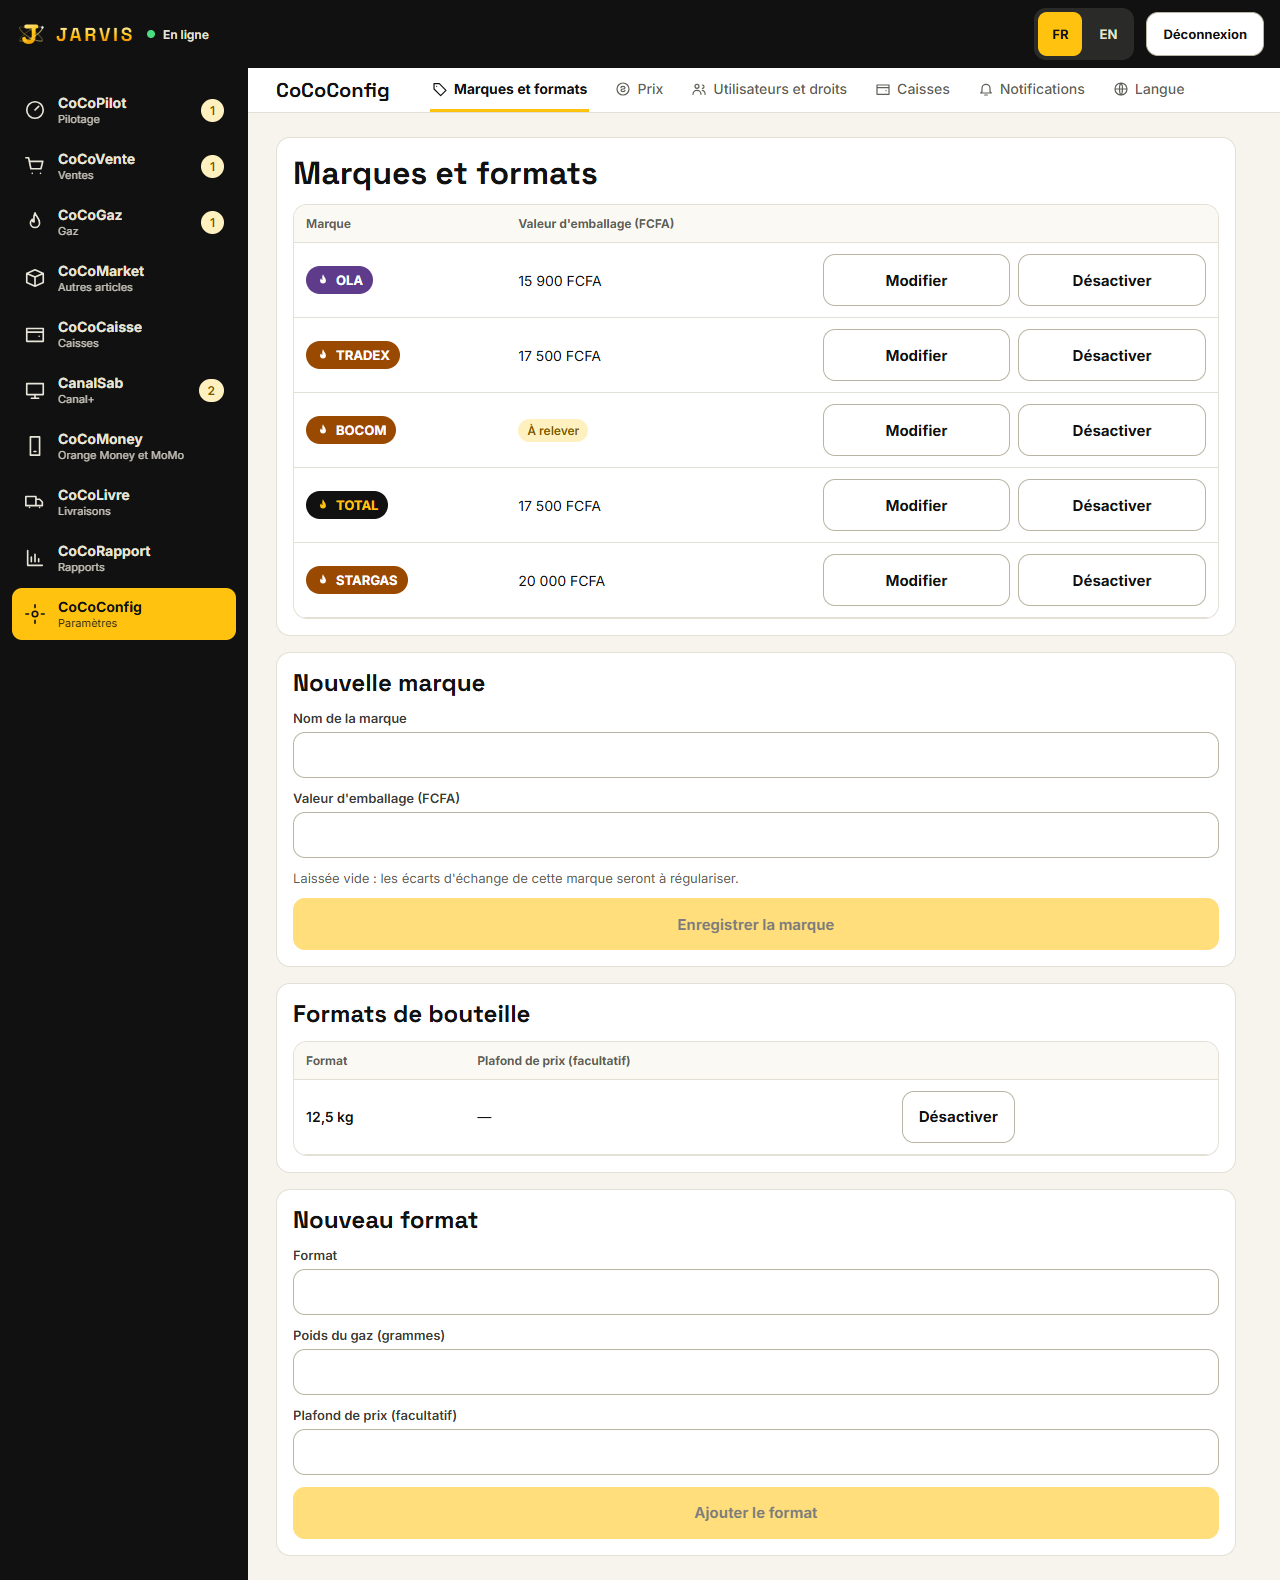 JARVIS
En ligne
FR
EN
Déconnexion
CoCoPilot
Pilotage
1
CoCoVente
Ventes
1
CoCoGaz
Gaz
1
CoCoMarket
Autres articles
CoCoCaisse
Caisses
CanalSab
Canal+
2
CoCoMoney
Orange Money et MoMo
CoCoLivre
Livraisons
CoCoRapport
Rapports
CoCoConfig
Paramètres
CoCoConfig
Marques et formats
Prix
Utilisateurs et droits
Caisses
Notifications
Langue
Marques et formats
Marque
Valeur d'emballage (FCFA)
OLA
15 900 FCFA
Modifier
Désactiver
TRADEX
17 500 FCFA
Modifier
Désactiver
BOCOM
À relever
Modifier
Désactiver
TOTAL
17 500 FCFA
Modifier
Désactiver
STARGAS
20 000 FCFA
Modifier
Désactiver
Nouvelle marque
Nom de la marque
Valeur d'emballage (FCFA)
Laissée vide : les écarts d'échange de cette marque seront à régulariser.
Enregistrer la marque
Formats de bouteille
Format
Plafond de prix (facultatif)
12,5 kg
—
Désactiver
Nouveau format
Format
Poids du gaz (grammes)
Plafond de prix (facultatif)
Ajouter le format